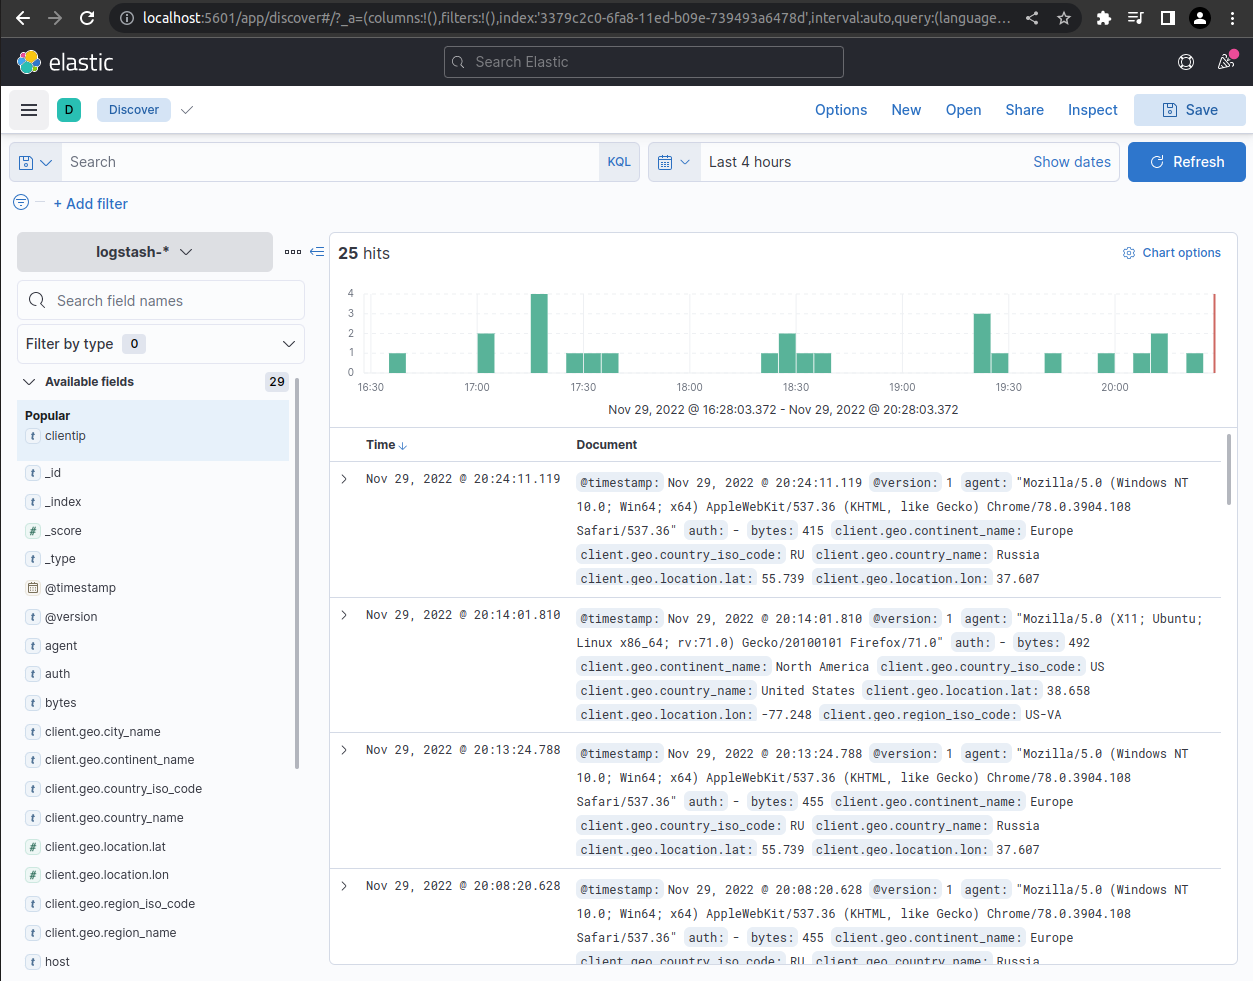 localhost:5601/app/discover#/?_a=(columns:!(),filters:!(),index:'3379c2c0-6fa8-11ed-b09e-739493a6478d',interval:auto,query:(language...
elastic
Search Elastic
D
Discover
Options
New
Open
Share
Inspect
Save
Search
KQL
Last 4 hours
Show dates
Refresh
+ Add filter
logstash-*
Search field names
Filter by type 0
Available fields 29
Popular
t clientip
t _id
t _index
# _score
t _type
@timestamp
t @version
t agent
t auth
t bytes
t client.geo.city_name
t client.geo.continent_name
t client.geo.country_iso_code
t client.geo.country_name
# client.geo.location.lat
# client.geo.location.lon
t client.geo.region_iso_code
t client.geo.region_name
t host
25 hits
Chart options
4
3
2
1
0
16:30 17:00 17:30 18:00 18:30 19:00 19:30 20:00
Nov 29, 2022 @ 16:28:03.372 - Nov 29, 2022 @ 20:28:03.372
Time Document
Nov 29, 2022 @ 20:24:11.119
@timestamp: Nov 29, 2022 @ 20:24:11.119 @version: 1 agent: "Mozilla/5.0 (Windows NT
10.0; Win64; x64) AppleWebKit/537.36 (KHTML, like Gecko) Chrome/78.0.3904.108
Safari/537.36" auth: - bytes: 415 client.geo.continent_name: Europe
client.geo.country_iso_code: RU client.geo.country_name: Russia
client.geo.location.lat: 55.739 client.geo.location.lon: 37.607
Nov 29, 2022 @ 20:14:01.810
@timestamp: Nov 29, 2022 @ 20:14:01.810 @version: 1 agent: "Mozilla/5.0 (X11; Ubuntu;
Linux x86_64; rv:71.0) Gecko/20100101 Firefox/71.0" auth: - bytes: 492
client.geo.continent_name: North America client.geo.country_iso_code: US
client.geo.country_name: United States client.geo.location.lat: 38.658
client.geo.location.lon: -77.248 client.geo.region_iso_code: US-VA
Nov 29, 2022 @ 20:13:24.788
@timestamp: Nov 29, 2022 @ 20:13:24.788 @version: 1 agent: "Mozilla/5.0 (Windows NT
10.0; Win64; x64) AppleWebKit/537.36 (KHTML, like Gecko) Chrome/78.0.3904.108
Safari/537.36" auth: - bytes: 455 client.geo.continent_name: Europe
client.geo.country_iso_code: RU client.geo.country_name: Russia
client.geo.location.lat: 55.739 client.geo.location.lon: 37.607
Nov 29, 2022 @ 20:08:20.628
@timestamp: Nov 29, 2022 @ 20:08:20.628 @version: 1 agent: "Mozilla/5.0 (Windows NT
10.0; Win64; x64) AppleWebKit/537.36 (KHTML, like Gecko) Chrome/78.0.3904.108
Safari/537.36" auth: - bytes: 455 client.geo.continent_name: Europe
client.geo.country_iso_code: RU client.geo.country_name: Russia